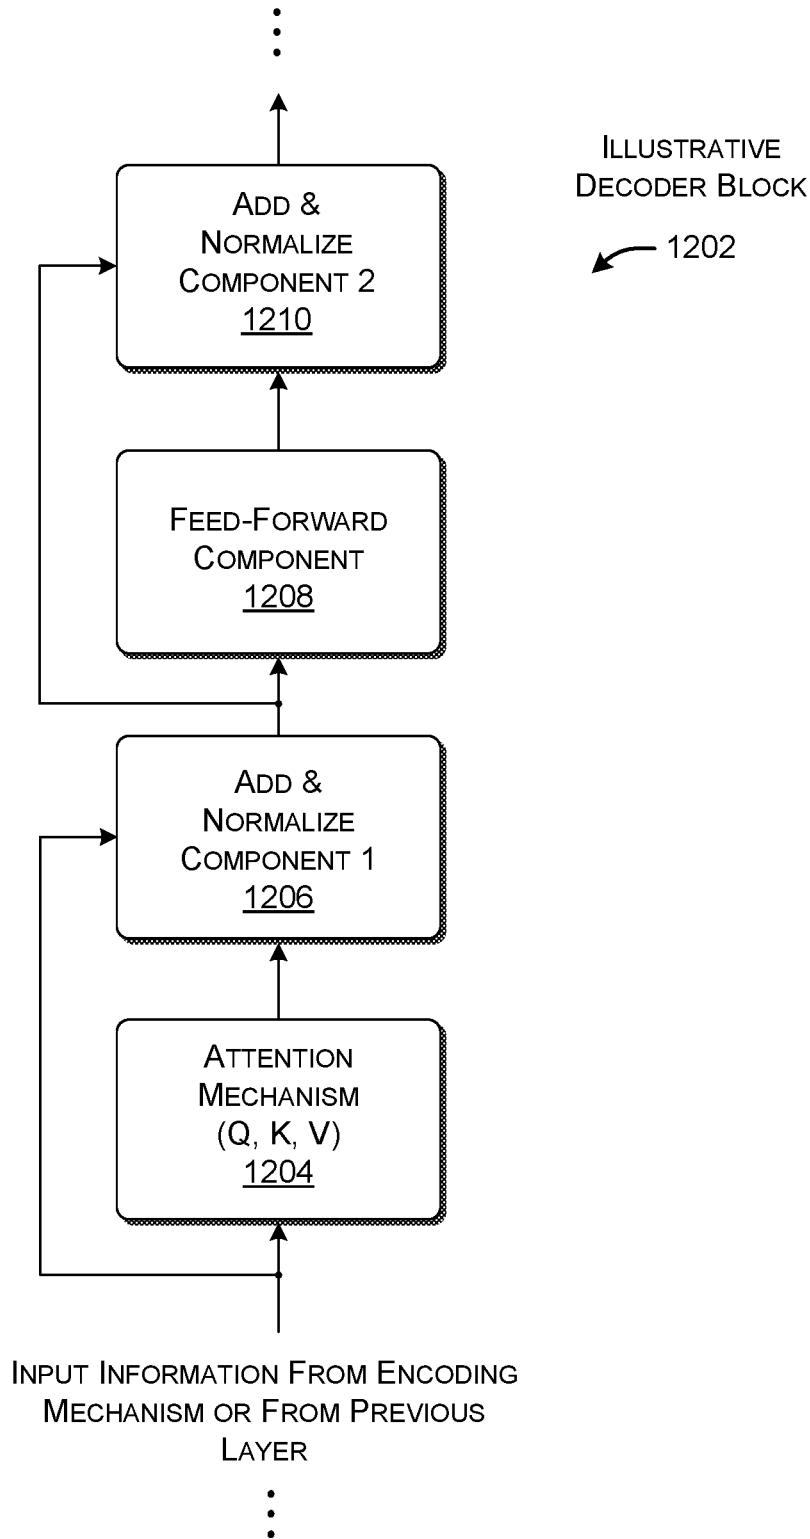 ILLUSTRATIVE
DECODER BLOCK
1202
ADD &
NORMALIZE
COMPONENT 2
1210
FEED-FORWARD
COMPONENT
1208
ADD &
NORMALIZE
COMPONENT 1
1206
ATTENTION
MECHANISM
(Q, K, V)
1204
INPUT INFORMATION FROM ENCODING
MECHANISM OR FROM PREVIOUS
LAYER